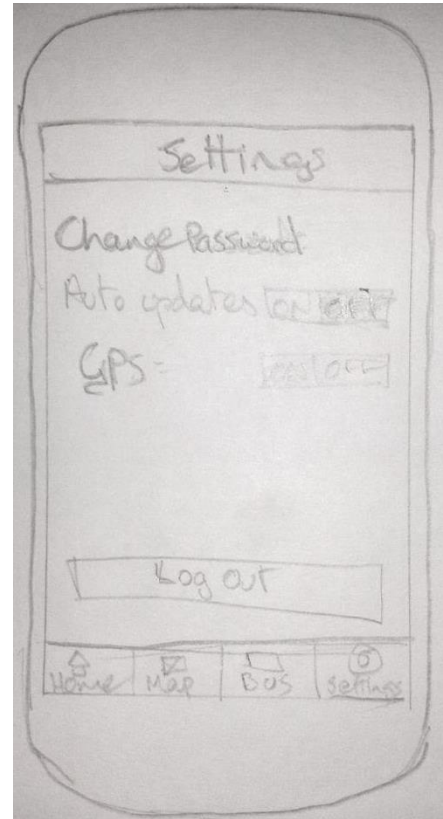 Settings
Change Password
Auto updates ON OFF
GPS= ON OFF
Log out
Home Map BUS settings